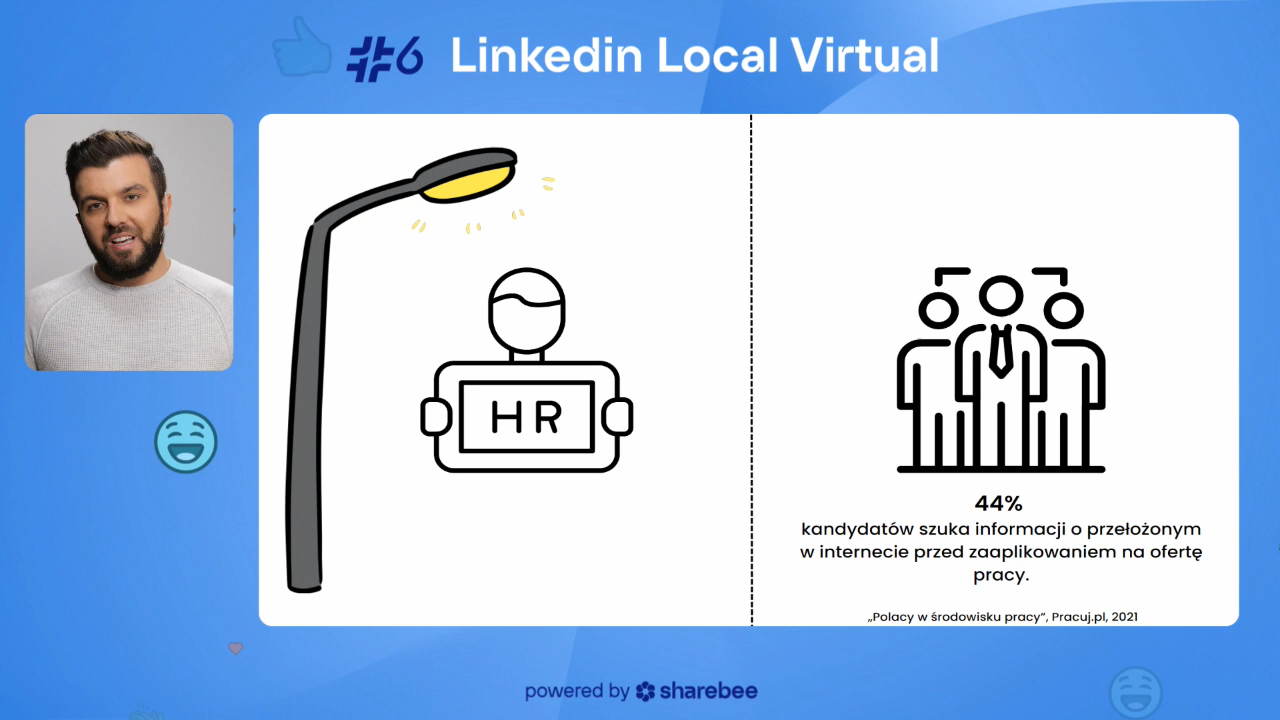 #6 Linkedin Local Virtual
HR
44%
kandydatów szuka informacji o przełożonym
w internecie przed zaaplikowaniem na ofertę
pracy.
„Polacy w środowisku pracy”, Pracuj.pl, 2021
powered by sharebee